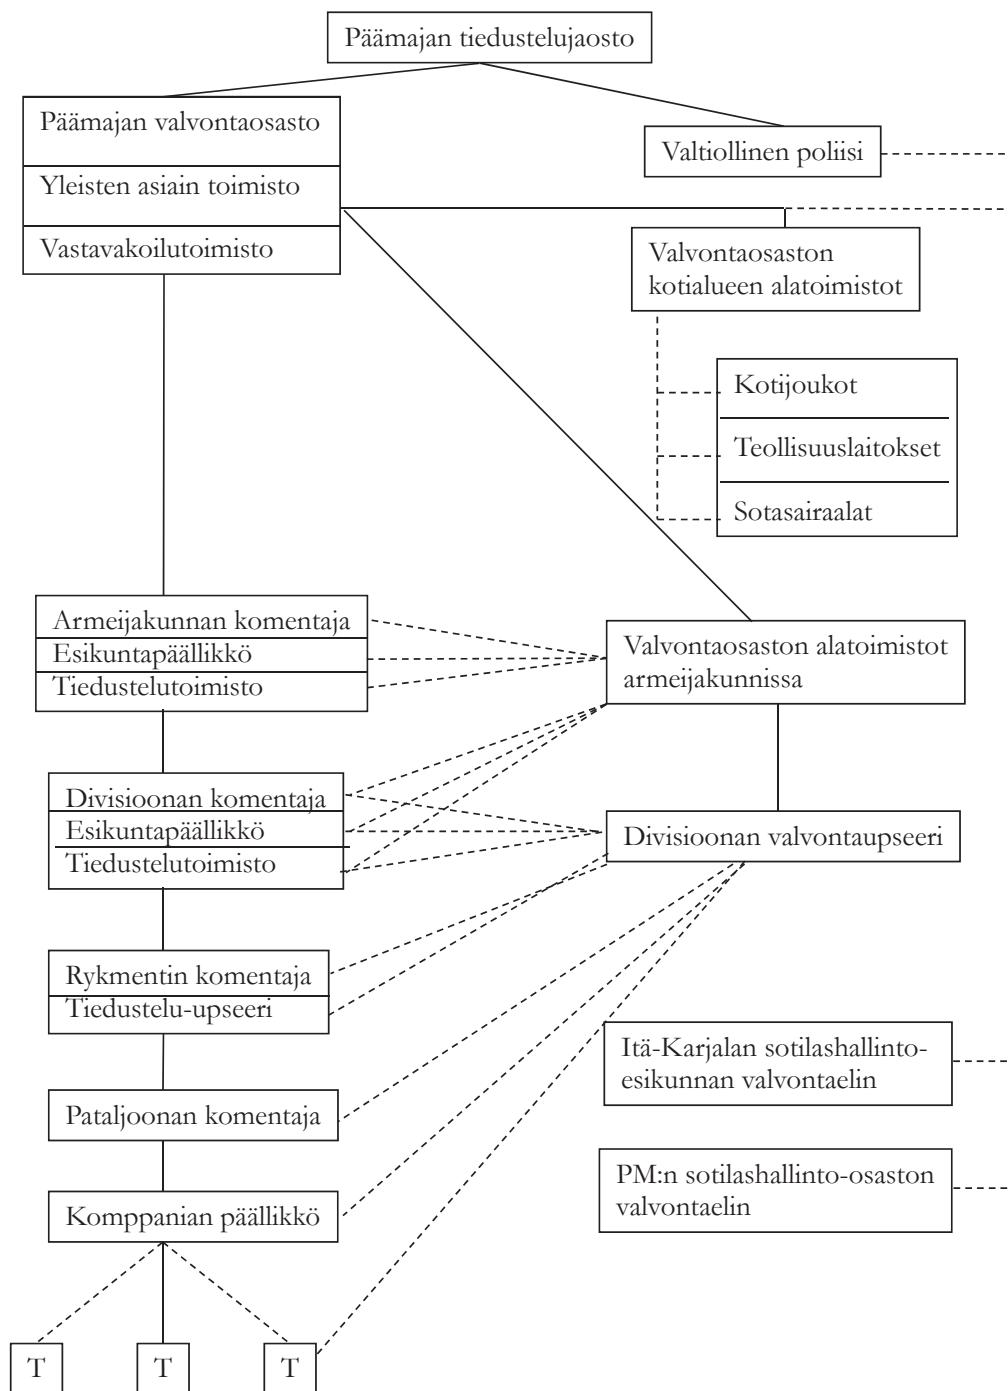 Päämajan tiedustelujaosto
Päämajan valvontaosasto
Yleisten asiain toimisto
Vastavakoilutoimisto
Valtiollinen poliisi
Valvontaosaston
kotialueen alatoimistot
Kotijoukot
Teollisuuslaitokset
Sotasairaalat
Armeijakunnan komentaja
Esikuntapäällikkö
Tiedustelutoimisto
Valvontaosaston alatoimistot
armeijakunnissa
Divisioonan komentaja
Esikuntapäällikkö
Tiedustelutoimisto
Divisioonan valvontaupseeri
Rykmentin komentaja
Tiedustelu-upseeri
Itä-Karjalan sotilashallinto-
esikunnan valvontaelin
Pataljoonan komentaja
PM:n sotilashallinto-osaston
valvontaelin
Komppanian päällikkö
T
T
T